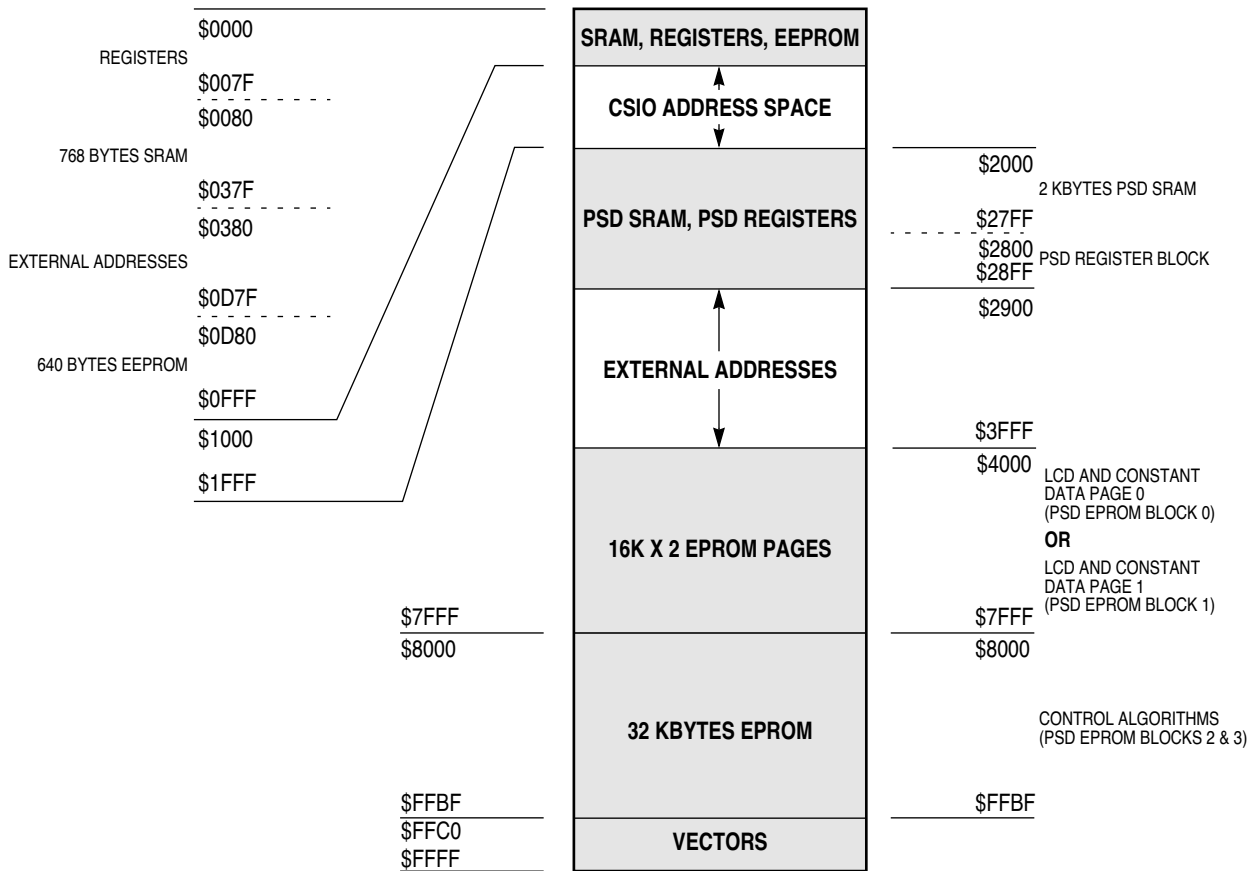 $0000
REGISTERS
$007F
$0080
768 BYTES SRAM
$037F
$0380
EXTERNAL ADDRESSES
$0D7F
$0D80
640 BYTES EEPROM
$0FFF
$1000
$1FFF
$7FFF
$8000
$FFBF
$FFC0
$FFFF
SRAM, REGISTERS, EEPROM
CSIO ADDRESS SPACE
PSD SRAM, PSD REGISTERS
EXTERNAL ADDRESSES
16K X 2 EPROM PAGES
32 KBYTES EPROM
VECTORS
$2000
2 KBYTES PSD SRAM
$27FF
$2800
PSD REGISTER BLOCK
$28FF
$2900
$3FFF
$4000
LCD AND CONSTANT
DATA PAGE 0
(PSD EPROM BLOCK 0)
OR
LCD AND CONSTANT
DATA PAGE 1
(PSD EPROM BLOCK 1)
$7FFF
$8000
CONTROL ALGORITHMS
(PSD EPROM BLOCKS 2 & 3)
$FFBF